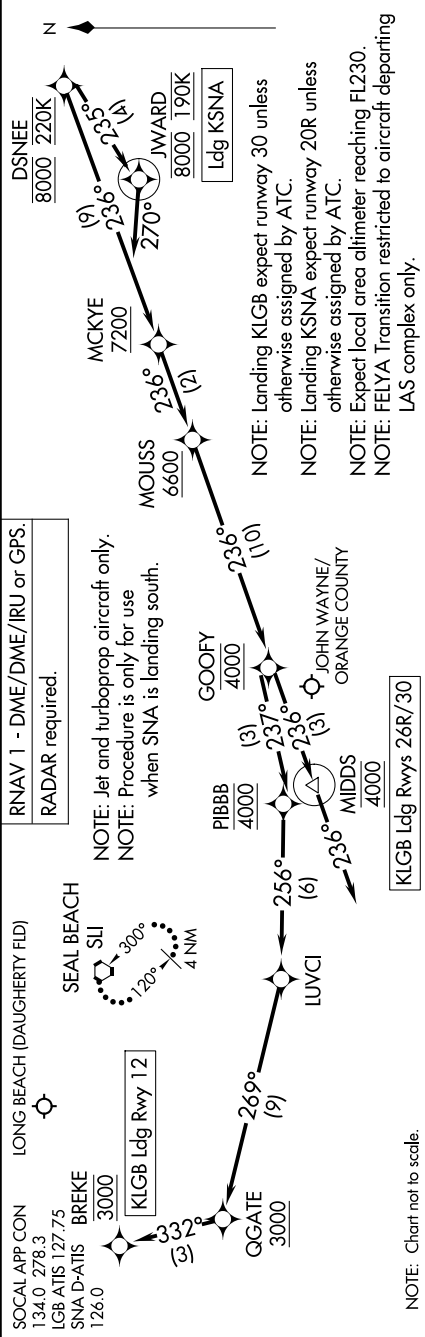 SOCAL APP CON
134.0 278.3
LGB ATIS 127.75
SNA D-ATIS
126.0
LONG BEACH (DAUGHERTY FLD)
RNAV 1 - DME/DME/IRU or GPS.
RADAR required.
NOTE: Jet and turboprop aircraft only.
NOTE: Procedure is only for use
when SNA is landing south.
SEAL BEACH
SLI
300°
120°
4 NM
N
DSNEE
8000 220K
235°
(4)
JWARD
8000 190K
Ldg KSNA
270°
(9)
236°
MCKYE
7200
236°
(2)
MOUSS
6600
236°
(10)
GOOFY
4000
JOHN WAYNE/
ORANGE COUNTY
(3)
237°
236°
(3)
PIBBB
4000
MIDDS
4000
236°
KLGB Ldg Rwys 26R/30
256°
(6)
LUVCI
269°
(9)
QGATE
3000
332°
(3)
BREKE
3000
KLGB Ldg Rwy 12
NOTE: Landing KLGB expect runway 30 unless
otherwise assigned by ATC.
NOTE: Landing KSNA expect runway 20R unless
otherwise assigned by ATC.
NOTE: Expect local area altimeter reaching FL230.
NOTE: FELYA Transition restricted to aircraft departing
LAS complex only.
NOTE: Chart not to scale.